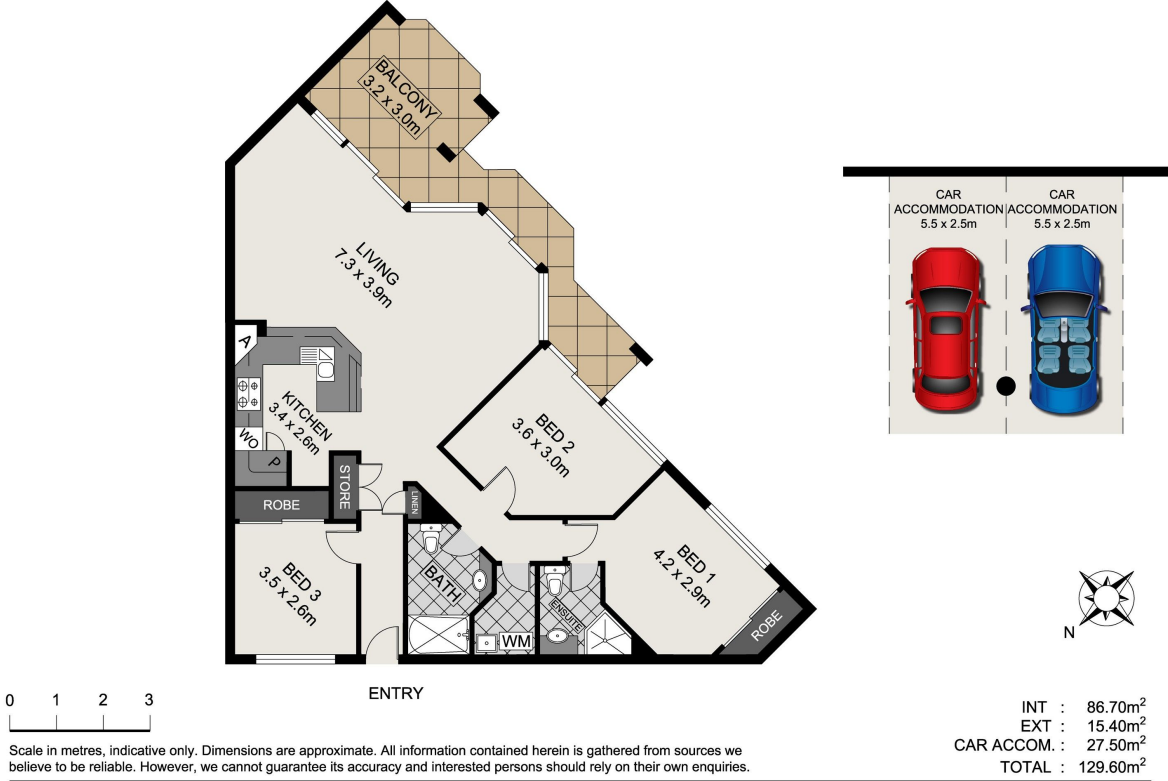 BALCONY
3.2 x 3.0m
LIVING
7.3 x 3.9m
A
KITCHEN
3.4 x 2.6m
WO
P
STORE
LINEN
ROBE
BED 3
3.5 x 2.6m
BED 2
3.6 x 3.0m
BED 1
4.2 x 2.9m
ROBE
BATH
WM
ENSUITE
ENTRY
CAR
ACCOMMODATION
5.5 x 2.5m
CAR
ACCOMMODATION
5.5 x 2.5m
N
0 1 2 3
Scale in metres, indicative only. Dimensions are approximate. All information contained herein is gathered from sources we
believe to be reliable. However, we cannot guarantee its accuracy and interested persons should rely on their own enquiries.
INT : 86.70m²
EXT : 15.40m²
CAR ACCOM. : 27.50m²
TOTAL : 129.60m²